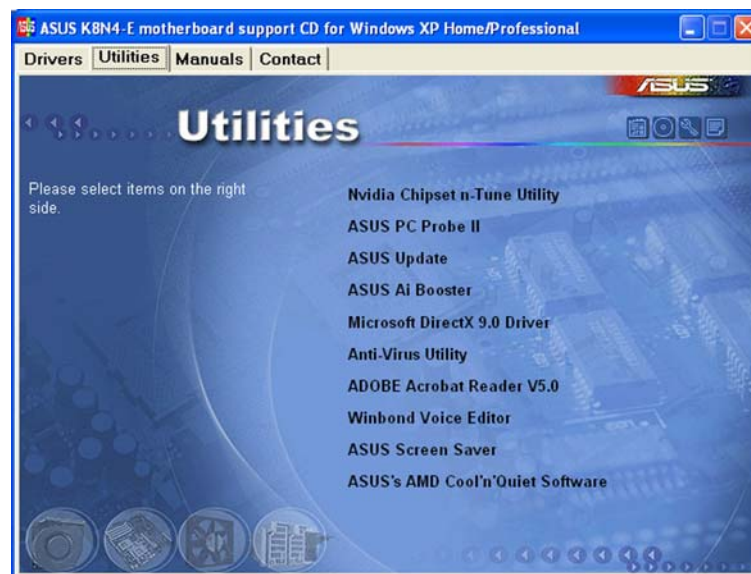 ASUS K8N4-E motherboard support CD for Windows XP Home/Professional
Drivers Utilities Manuals Contact
ASUS
Utilities
Please select items on the right
side.
Nvidia Chipset n-Tune Utility
ASUS PC Probe II
ASUS Update
ASUS Ai Booster
Microsoft DirectX 9.0 Driver
Anti-Virus Utility
ADOBE Acrobat Reader V5.0
Winbond Voice Editor
ASUS Screen Saver
ASUS's AMD Cool'n'Quiet Software